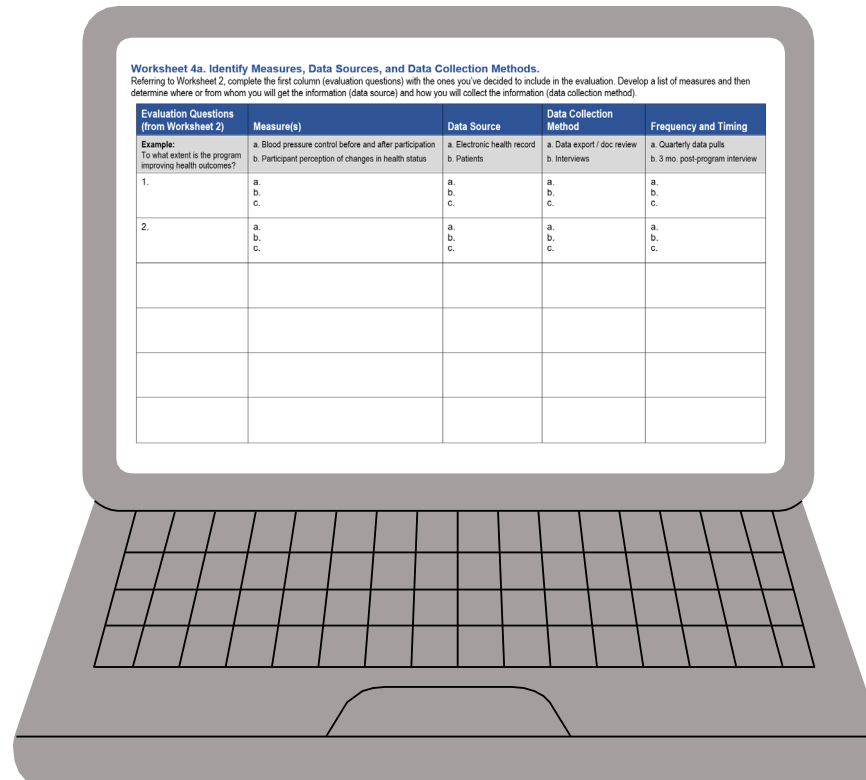 Worksheet 4a. Identify Measures, Data Sources, and Data Collection Methods.
Referring to Worksheet 2, complete the first column (evaluation questions) with the ones you’ve decided to include in the evaluation. Develop a list of measures and then
determine where or from whom you will get the information (data source) and how you will collect the information (data collection method).
Evaluation Questions
(from Worksheet 2)
Measure(s)
Data Source
Data Collection
Method
Frequency and Timing
Example:
To what extent is the program
improving health outcomes?
a. Blood pressure control before and after participation
b. Participant perception of changes in health status
a. Electronic health record
b. Patients
a. Data export / doc review
b. Interviews
a. Quarterly data pulls
b. 3 mo. post-program interview
1.
a.
b.
c.
a.
b.
c.
a.
b.
c.
a.
b.
c.
2.
a.
b.
c.
a.
b.
c.
a.
b.
c.
a.
b.
c.